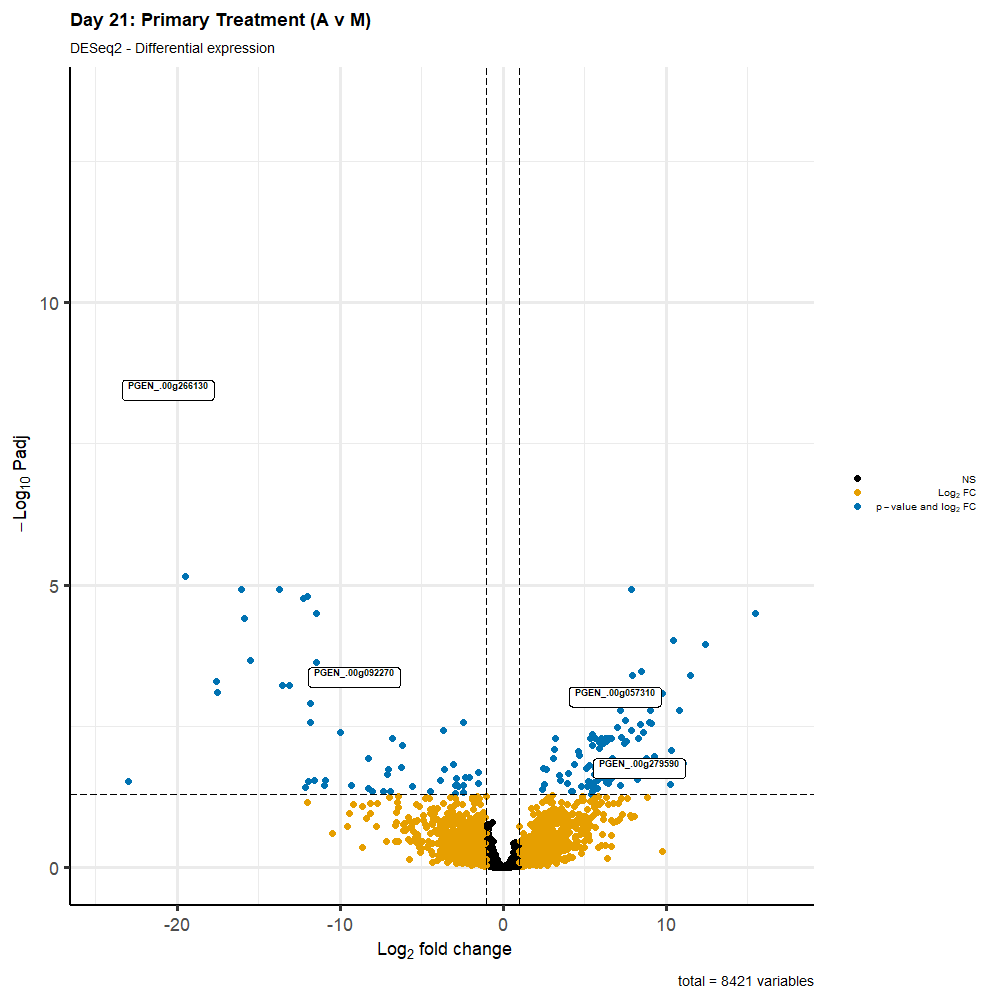 Day 21: Primary Treatment (A v M)
DESeq2 - Differential expression
10
5
0
−Log10 Padj
PGEN_.00g266130
PGEN_.00g092270
PGEN_.00g057310
PGEN_.00g279590
NS
Log2 FC
p−value and log2 FC
-20
-10
0
10
Log2 fold change
total = 8421 variables